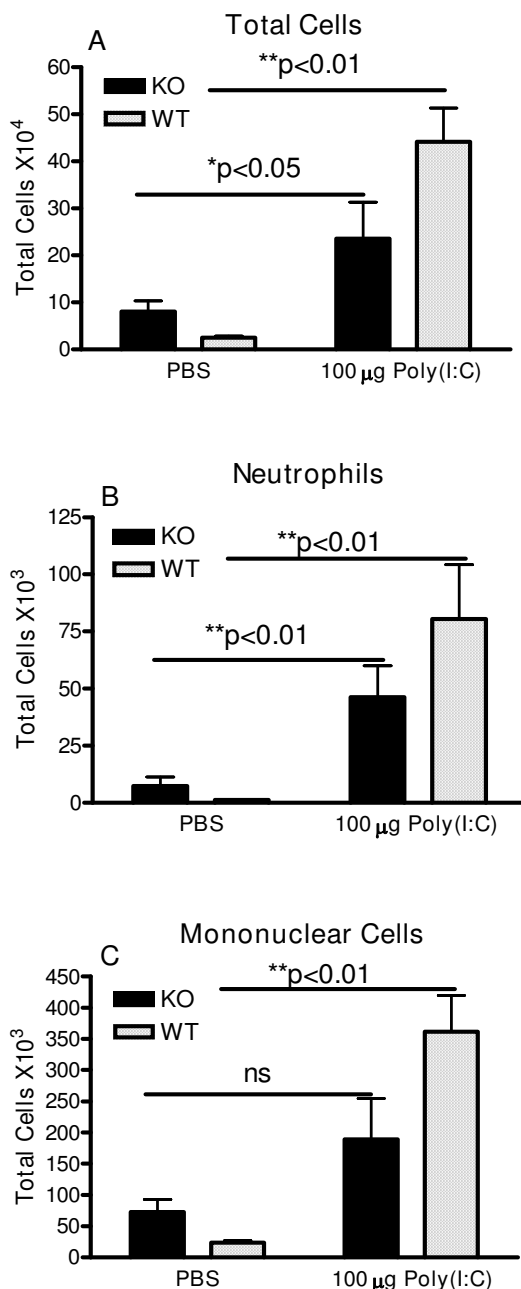 A
Total Cells
**p<0.01
KO
WT
*p<0.05
Total Cells X10⁴
60
50
40
30
20
10
0
PBS
100 µg Poly(I:C)
B
Neutrophils
**p<0.01
KO
WT
**p<0.01
Total Cells X10³
125
100
75
50
25
0
PBS
100 µg Poly(I:C)
C
Mononuclear Cells
**p<0.01
KO
WT
ns
Total Cells X10³
450
400
350
300
250
200
150
100
50
0
PBS
100 µg Poly(I:C)